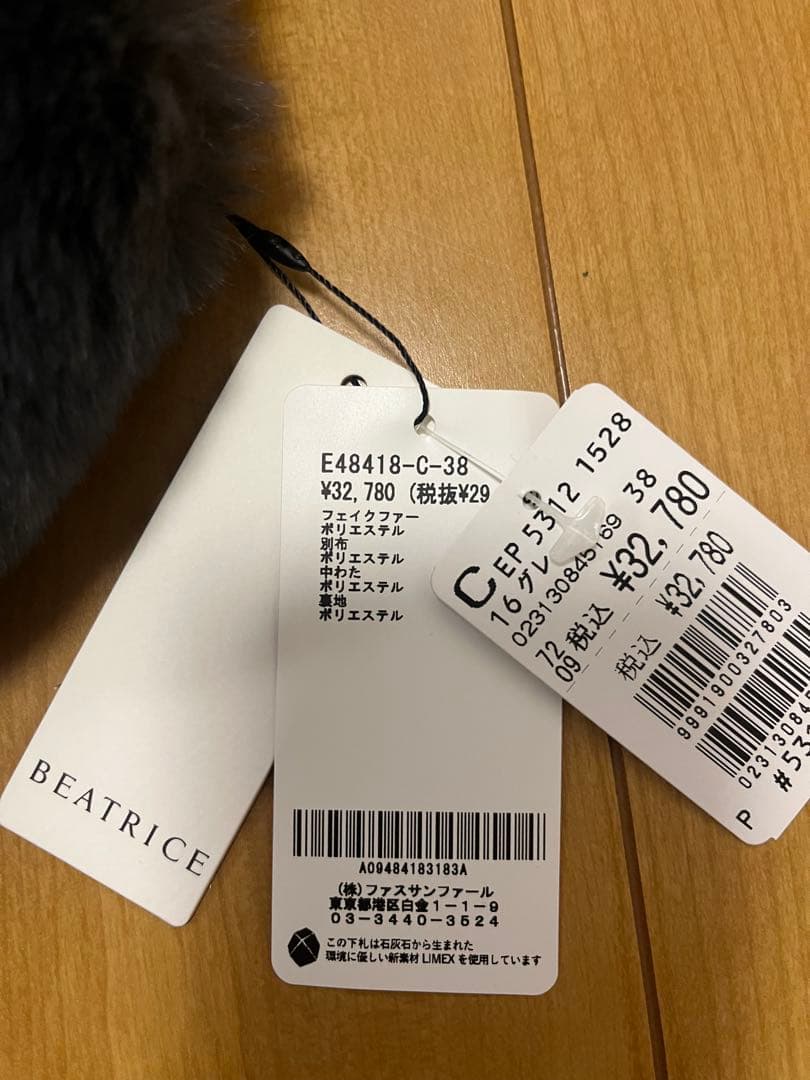 BEATRICE
E48418-C-38
¥32,780 (税抜¥29
フェイクファー
ポリエステル
別布
ポリエステル
中わた
ポリエステル
裏地
ポリエステル
A09484183183A
(株)ファスサンファール
東京都港区白金1-1-9
03-3440-3524
この下札は石灰石から生まれた
環境に優しい新素材 LIMEX を使用しています
C EP 5312 1528
16 グレ 38
023130845169
72 税込 ¥32,780
09
税込 ¥32,780
9991900327803
02313084
P #53